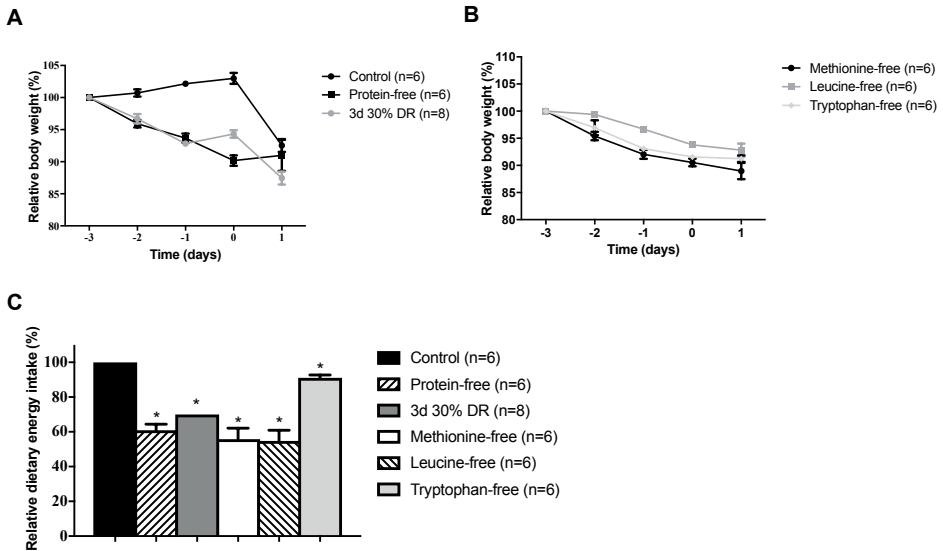 A
Relative body weight (%)
105
100
95
90
85
80
-3 -2 -1 0 1
Time (days)
Control (n=6)
Protein-free (n=6)
3d 30% DR (n=8)
B
Relative body weight (%)
110
105
100
95
90
85
80
-3 -2 -1 0 1
Time (days)
Methionine-free (n=6)
Leucine-free (n=6)
Tryptophan-free (n=6)
C
Relative dietary energy intake (%)
100
80
60
40
20
0
* * * * *
Control (n=6)
Protein-free (n=6)
3d 30% DR (n=8)
Methionine-free (n=6)
Leucine-free (n=6)
Tryptophan-free (n=6)